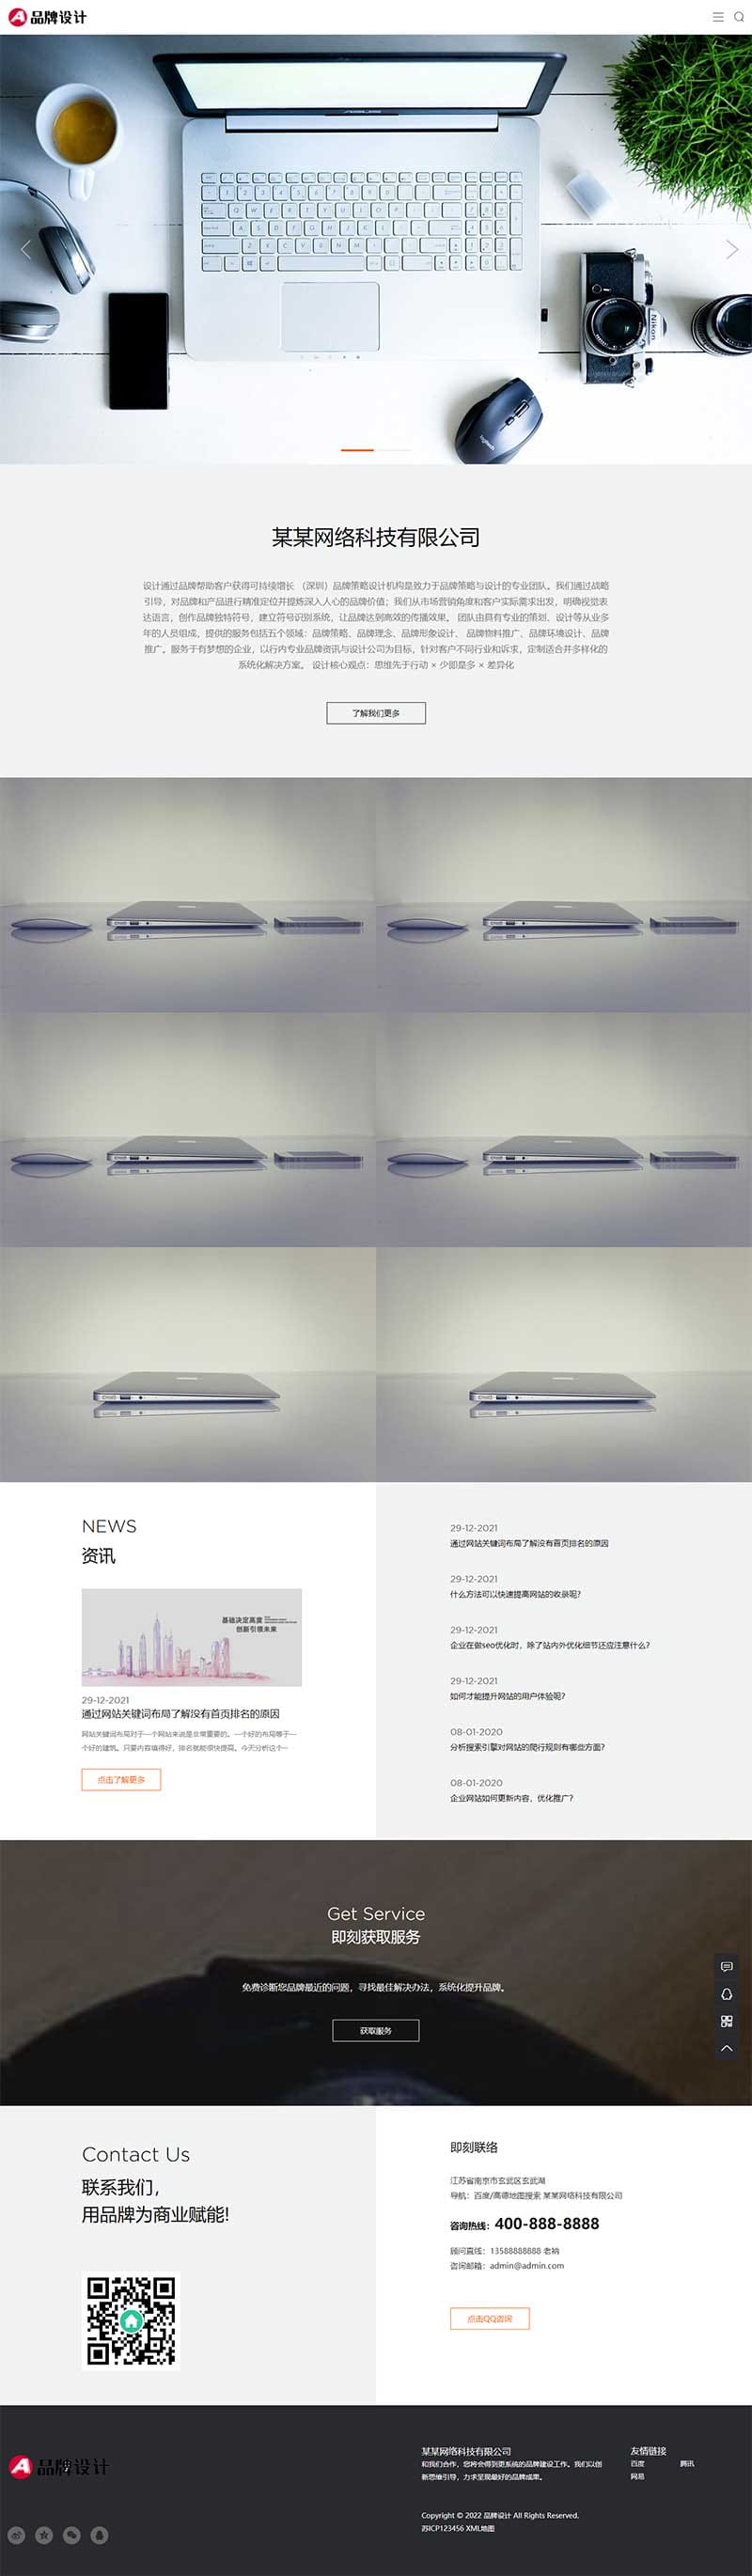 品牌设计
ASUS
Nikon
logitech
某某网络科技有限公司
设计通过品牌帮助客户获得可持续增长 （深圳）品牌策略设计机构是致力于品牌策略与设计的专业团队。我们通过战略
引导，对品牌和产品进行精准定位并提炼深入人心的品牌价值；我们从市场营销角度和客户实际需求出发，明确视觉表
达语言，创作品牌独特符号，建立符号识别系统，让品牌达到高效的传播效果。 团队由具有专业的策划、设计等从业多
年的人员组成，提供的服务包括五个领域：品牌策略、品牌理念、品牌形象设计、 品牌物料推广、品牌环境设计、品牌
推广。服务于有梦想的企业，以行内专业品牌资讯与设计公司为目标，针对客户不同行业和诉求，定制适合并多样化的
系统化解决方案。 设计核心观点：思维先于行动 × 少即是多 × 差异化
了解我们更多
NEWS
资讯
基础决定高度
创新引领未来
29-12-2021
通过网站关键词布局了解没有首页排名的原因
网站关键词布局对于一个网站来说是非常重要的。一个好的布局等于一
个好的建筑。只要内容填得好，排名就能很快提高。今天分析这个…
点击了解更多
29-12-2021
通过网站关键词布局了解没有首页排名的原因
29-12-2021
什么方法可以快速提高网站的收录呢?
29-12-2021
企业在做seo优化时，除了站内外优化细节还应注意什么？
29-12-2021
如何才能提升网站的用户体验呢?
08-01-2020
分析搜索引擎对网站的爬行规则有哪些方面?
08-01-2020
企业网站如何更新内容，优化推广?
Get Service
即刻获取服务
免费诊断您品牌最近的问题，寻找最佳解决办法，系统化提升品牌。
获取服务
Contact Us
联系我们，
用品牌为商业赋能!
即刻联络
江苏省南京市玄武区玄武湖
导航：百度/高德地图搜索 某某网络科技有限公司
咨询热线：400-888-8888
顾问直线：13588888888 老衲
咨询邮箱：admin@admin.com
点击QQ咨询
品牌设计
某某网络科技有限公司
和我们合作，您将会得到更系统的品牌建设工作。我们以创
新思维引导，力求呈现最好的品牌成果。
Copyright © 2022 品牌设计 All Rights Reserved.
苏ICP123456 XML地图
友情链接
百度 腾讯
网易